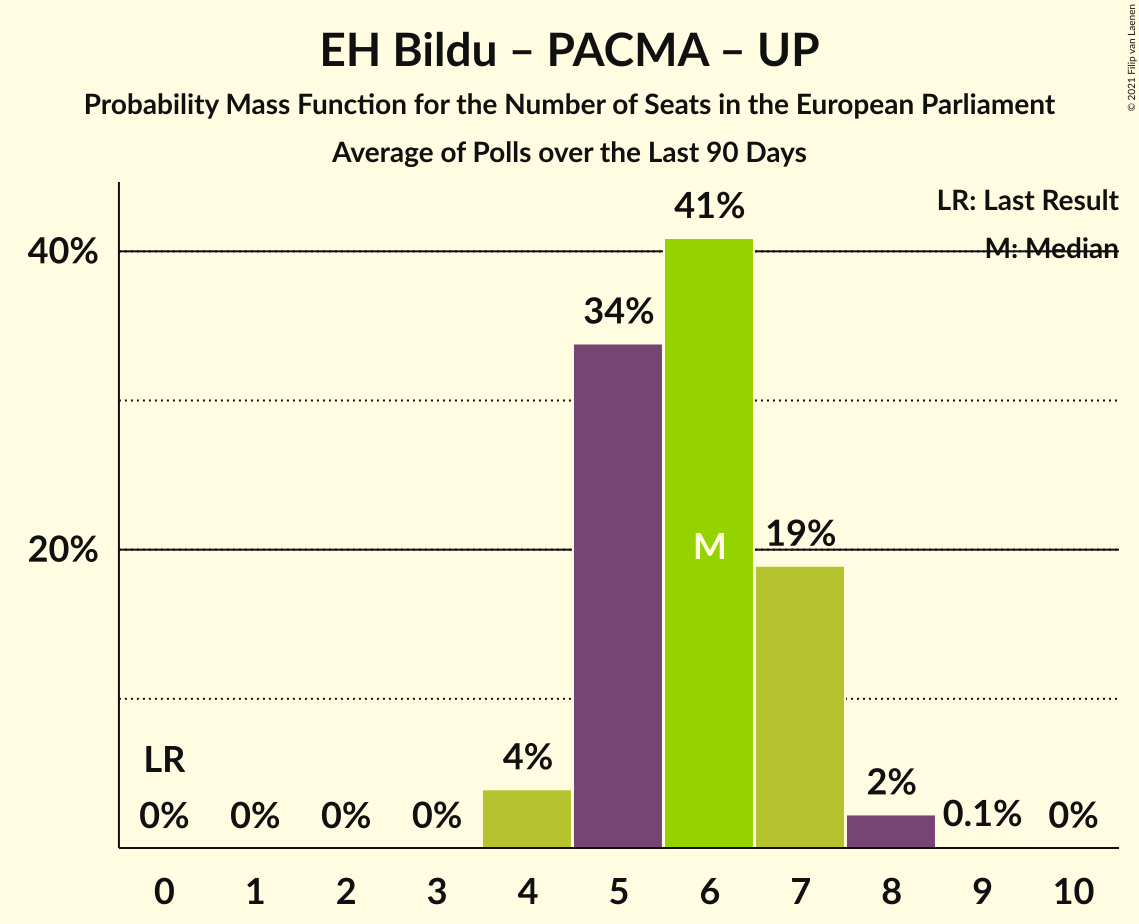 EH Bildu – PACMA – UP
Probability Mass Function for the Number of Seats in the European Parliament
Average of Polls over the Last 90 Days
© 2021 Filip van Laenen
LR: Last Result
M: Median
40%
20%
41%
34%
19%
4%
2%
0.1%
0%
M
LR
0%
0%
0%
0%
0 1 2 3 4 5 6 7 8 9 10